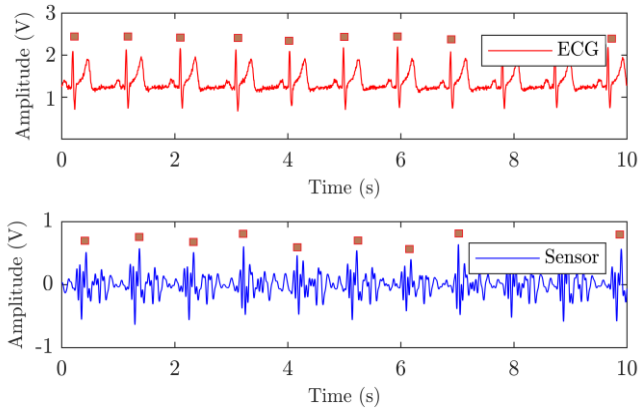 Amplitude (V)
3
2
1
ECG
0 2 4 6 8 10
Time (s)
Amplitude (V)
1
0
-1
Sensor
0 2 4 6 8 10
Time (s)